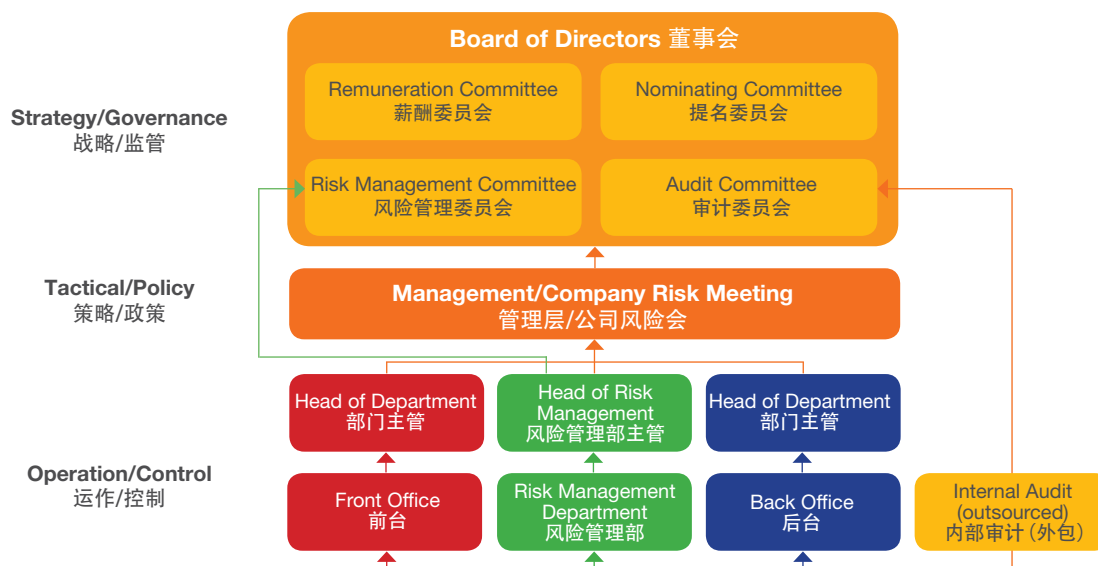 Board of Directors 董事会
Remuneration Committee
薪酬委员会
Nominating Committee
提名委员会
Strategy/Governance
战略/监管
Risk Management Committee
风险管理委员会
Audit Committee
审计委员会
Tactical/Policy
策略/政策
Management/Company Risk Meeting
管理层/公司风险会
Head of Department
部门主管
Head of Risk
Management
风险管理部主管
Head of Department
部门主管
Operation/Control
运作/控制
Front Office
前台
Risk Management
Department
风险管理部
Back Office
后台
Internal Audit
(outsourced)
内部审计（外包）